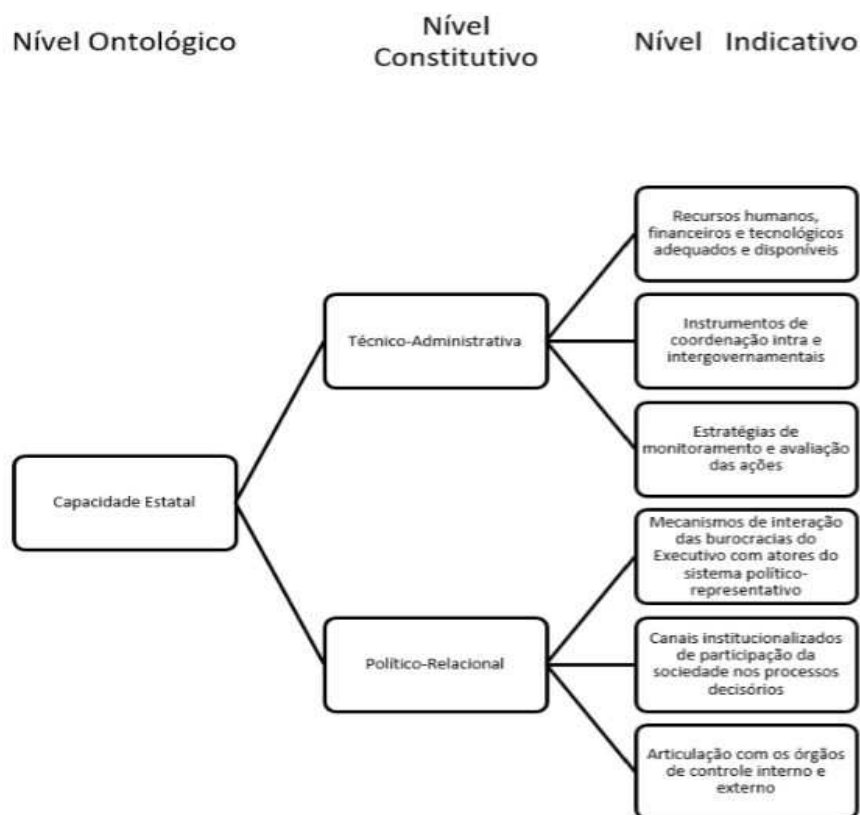 Nível Ontológico
Nível
Constitutivo
Nível Indicativo
Capacidade Estatal
Técnico-Administrativa
Recursos humanos,
financeiros e tecnológicos
adequados e disponíveis
Instrumentos de
coordenação intra e
intergovernamentais
Estratégias de
monitoramento e avaliação
das ações
Político-Relacional
Mecanismos de interação
das burocracias do
Executivo com atores do
sistema político-
representativo
Canais institucionalizados
de participação da
sociedade nos processos
decisórios
Articulação com os órgãos
de controle interno e
externo